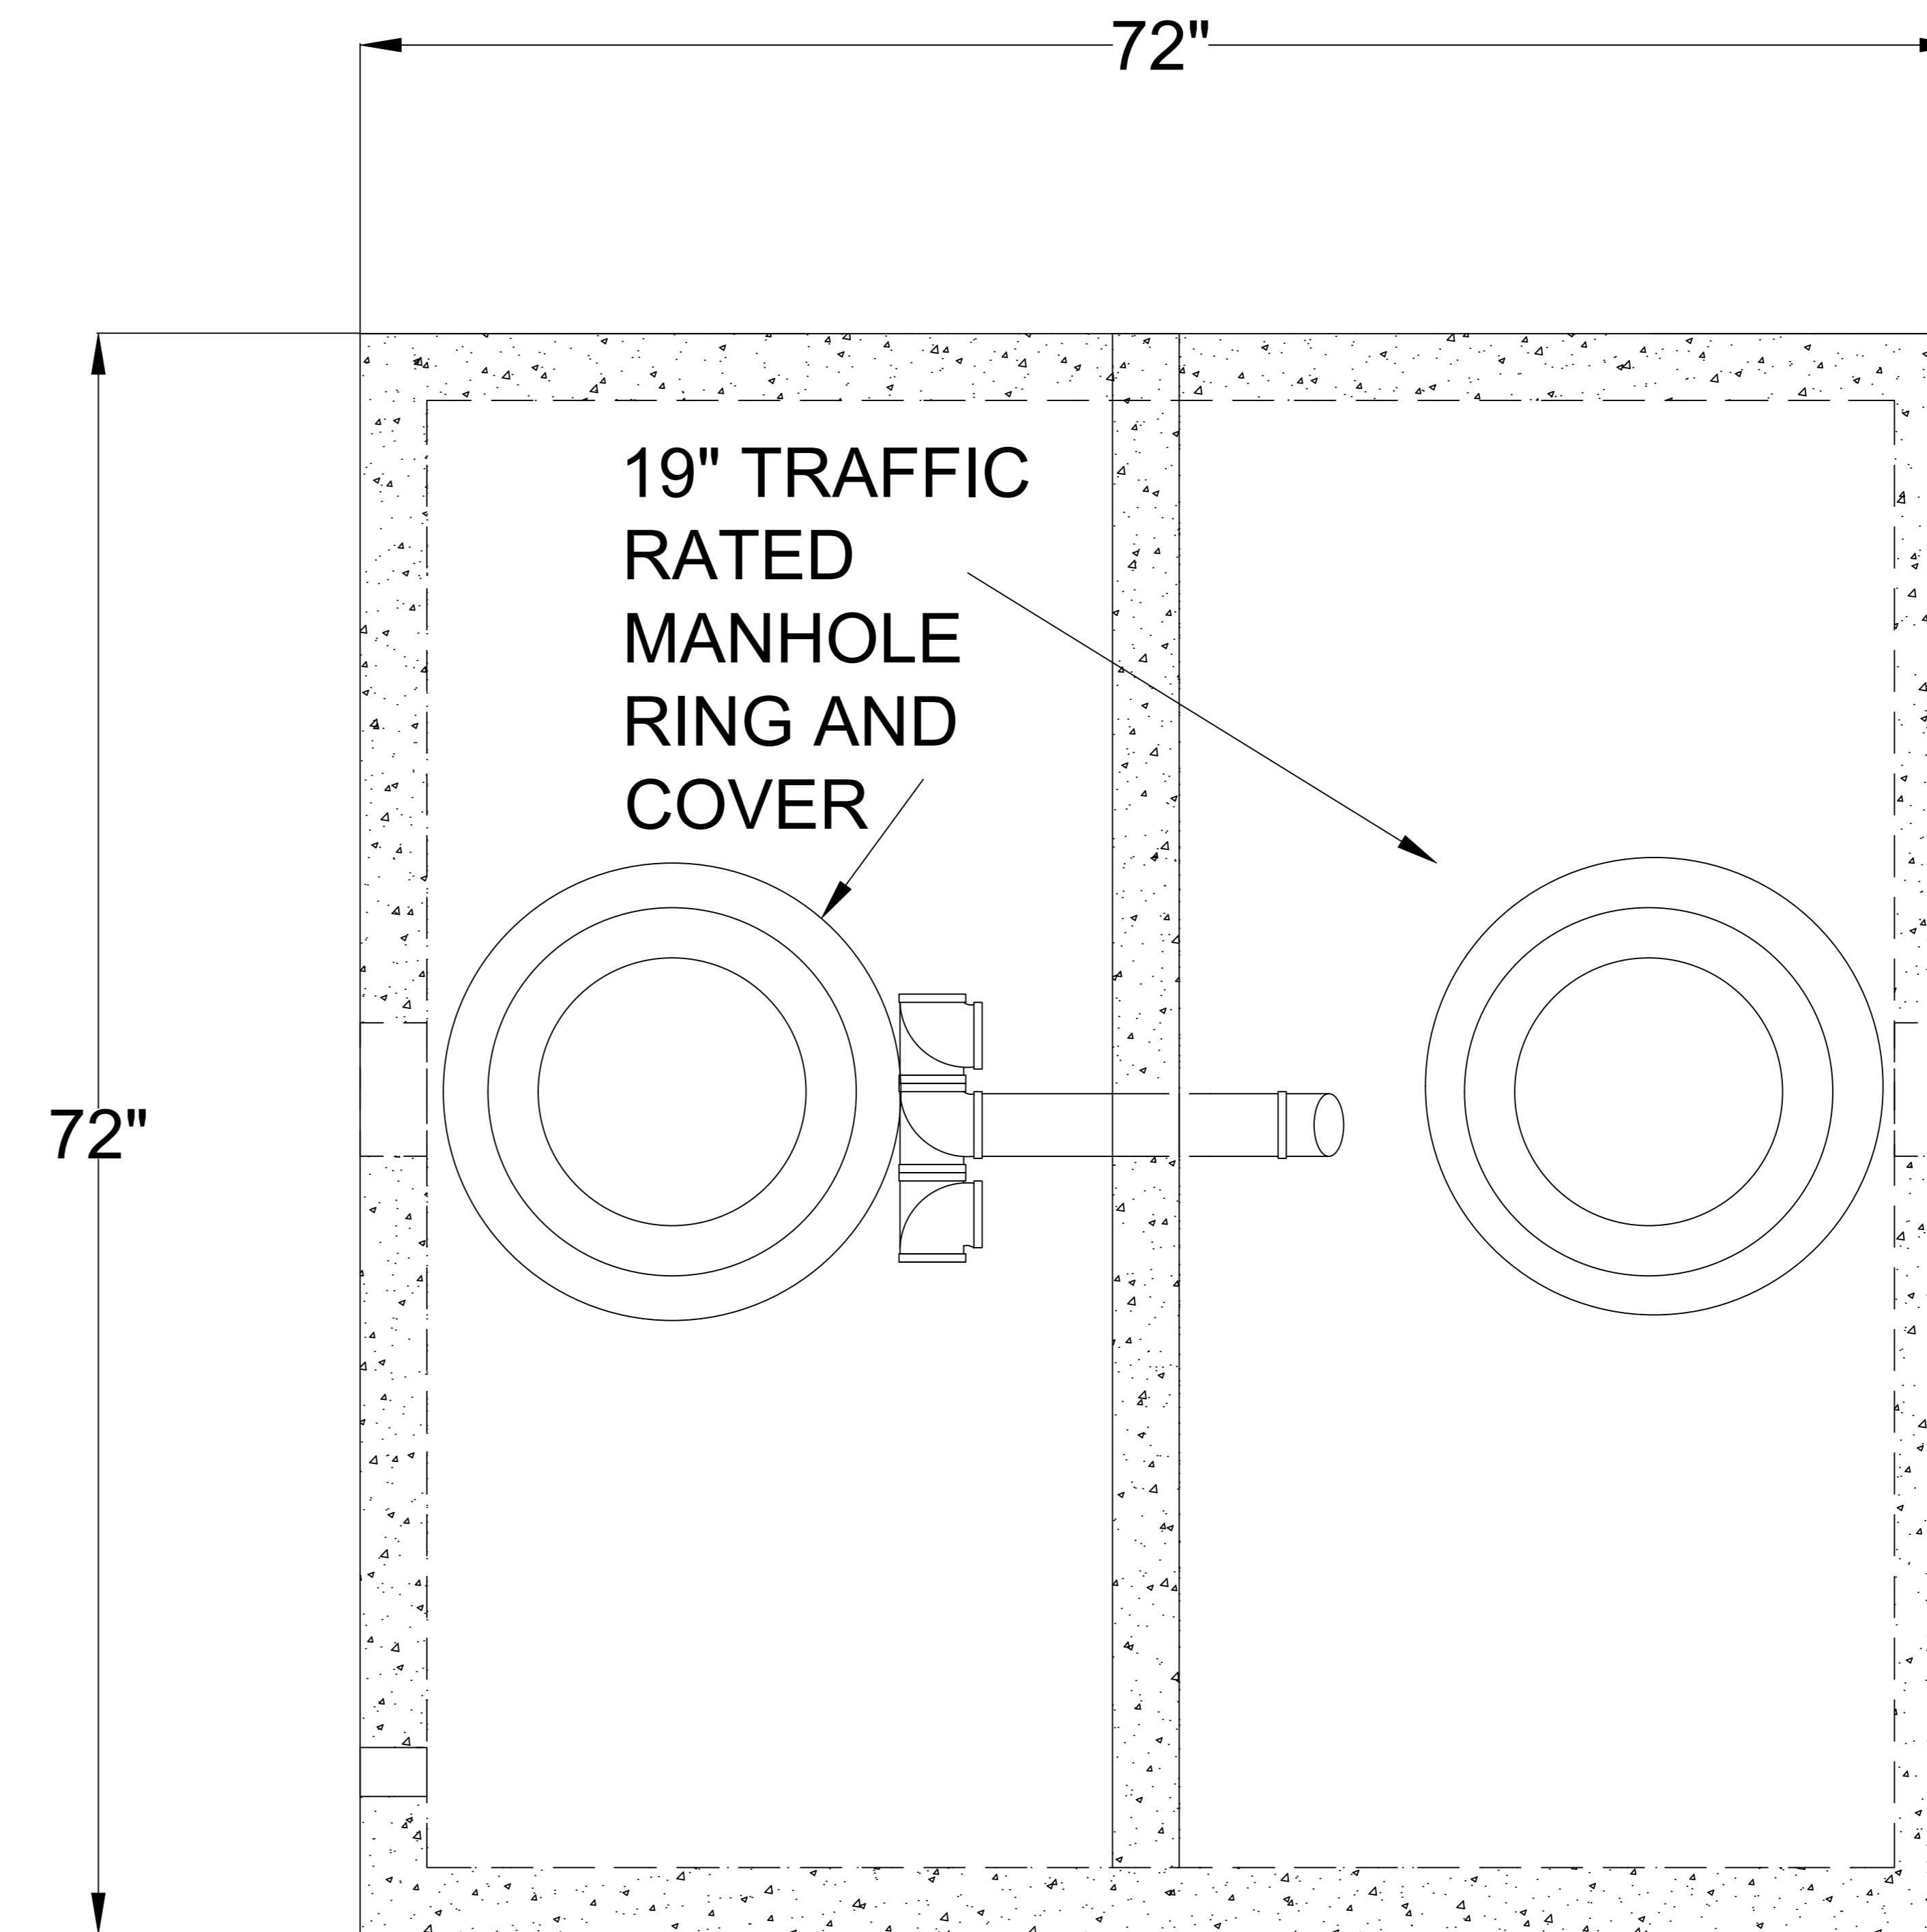 72"
19" TRAFFIC
RATED
MANHOLE
RING AND
COVER
72"